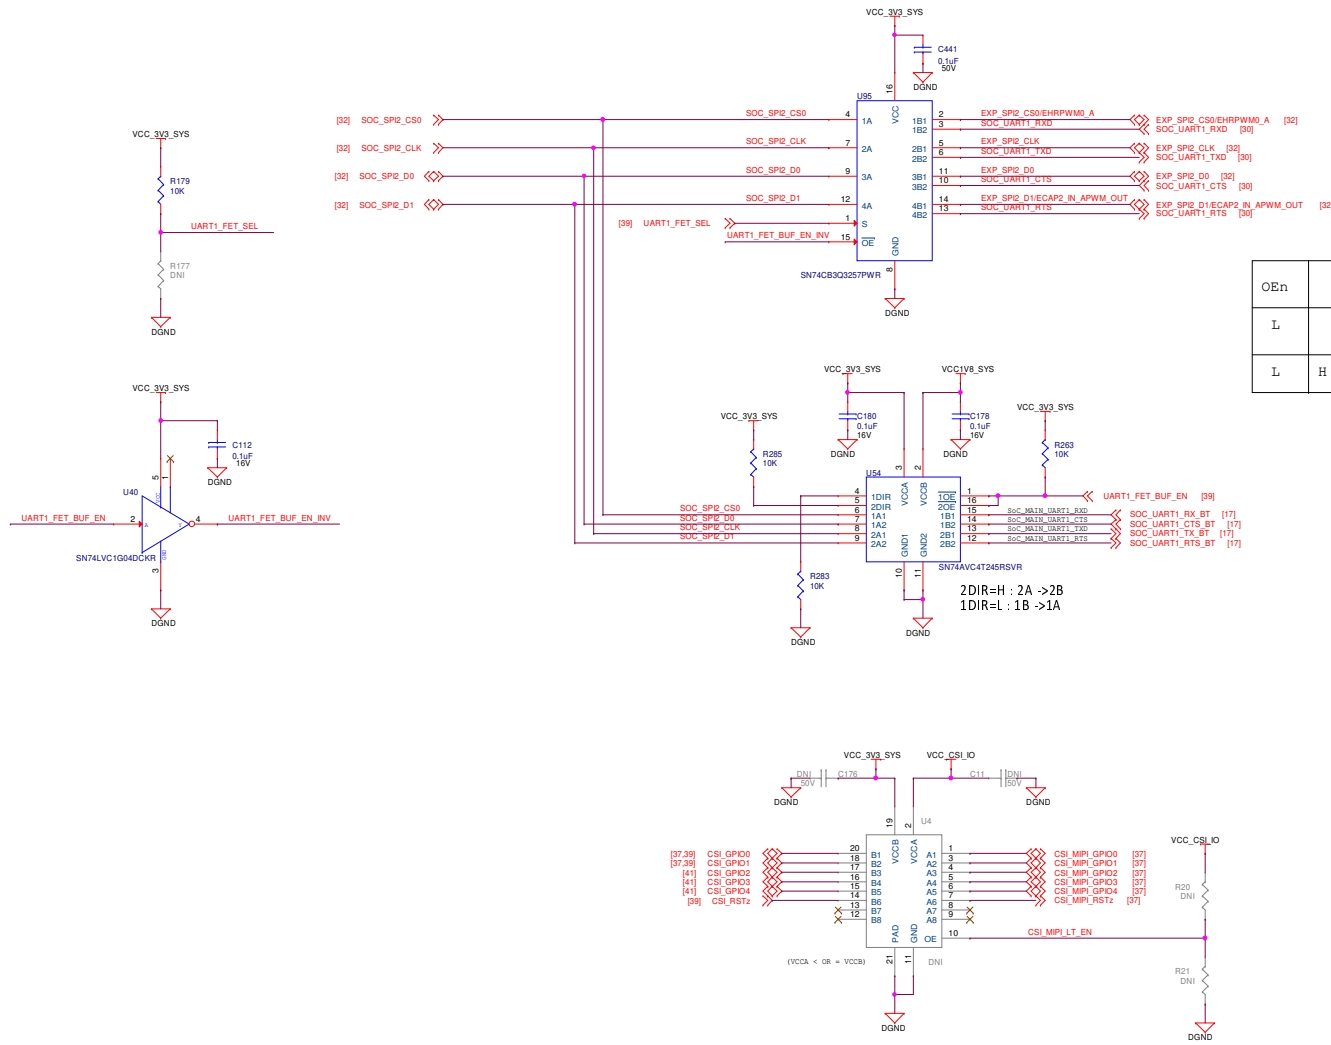 VCC_3V3_SYS
C441
0.1uF
50V
DGND
16
U95
VCC
[32] SOC_SPI2_CS0
SOC_SPI2_CS0
4
1A
[32] SOC_SPI2_CLK
SOC_SPI2_CLK
7
2A
[32] SOC_SPI2_D0
SOC_SPI2_D0
9
3A
[32] SOC_SPI2_D1
SOC_SPI2_D1
12
4A
[39] UART1_FET_SEL
1
S
UART1_FET_BUF_EN_INV
15
OE
GND
8
SN74CB3Q3257PWR
DGND
1B1
2
EXP_SPI2_CS0/EHRPWM0_A
EXP_SPI2_CS0/EHRPWM0_A [32]
1B2
3
SOC_UART1_RXD
SOC_UART1_RXD [30]
2B1
5
EXP_SPI2_CLK
EXP_SPI2_CLK [32]
2B2
6
SOC_UART1_TXD
SOC_UART1_TXD [30]
3B1
11
EXP_SPI2_D0
EXP_SPI2_D0 [32]
3B2
10
SOC_UART1_CTS
SOC_UART1_CTS [30]
4B1
14
EXP_SPI2_D1/ECAP2_IN_APWM_OUT
EXP_SPI2_D1/ECAP2_IN_APWM_OUT [32
4B2
13
SOC_UART1_RTS
SOC_UART1_RTS [30]
OEn
L
L H
VCC_3V3_SYS
R179
10K
UART1_FET_SEL
R177
DNI
DGND
VCC_3V3_SYS
C112
0.1uF
16V
DGND
5
1
U40
VCC
UART1_FET_BUF_EN
2
A
Y
4
UART1_FET_BUF_EN_INV
GND
SN74LVC1G04DCKR
3
DGND
VCC_3V3_SYS
VCC1V8_SYS
C180
0.1uF
16V
DGND
C178
0.1uF
16V
DGND
VCC_3V3_SYS
R285
10K
VCC_3V3_SYS
R263
10K
U54
3
2
VCCA
VCCB
4
1DIR
5
2DIR
SOC_SPI2_CS0
6
1A1
SOC_SPI2_D0
7
1A2
SOC_SPI2_CLK
8
2A1
SOC_SPI2_D1
9
2A2
GND1
GND2
10
11
1OE
1
UART1_FET_BUF_EN [39]
2OE
16
1B1
15
SoC_MAIN_UART1_RXD
SOC_UART1_RX_BT [17]
1B2
14
SoC_MAIN_UART1_CTS
SOC_UART1_CTS_BT [17]
2B1
13
SoC_MAIN_UART1_TXD
SOC_UART1_TX_BT [17]
2B2
12
SoC_MAIN_UART1_RTS
SOC_UART1_RTS_BT [17]
SN74AVC4T245RSVR
R283
10K
DGND
DGND
2DIR=H : 2A ->2B
1DIR=L : 1B ->1A
VCC_3V3_SYS
VCC_CSI_IO
DNI
50V
C176
DGND
C11
DNI
50V
DGND
19
2
U4
VCCB
VCCA
[37,39] CSI_GPIO0
20
B1
[37,39] CSI_GPIO1
18
B2
[41] CSI_GPIO2
17
B3
[41] CSI_GPIO3
16
B4
[41] CSI_GPIO4
15
B5
[39] CSI_RSTz
14
B6
13
B7
12
B8
PAD
GND
21
11
A1
1
CSI_MIPI_GPIO0 [37]
A2
3
CSI_MIPI_GPIO1 [37]
A3
4
CSI_MIPI_GPIO2 [37]
A4
5
CSI_MIPI_GPIO3 [37]
A5
6
CSI_MIPI_GPIO4 [37]
A6
7
CSI_MIPI_RSTz [37]
A7
8
A8
9
OE
10
CSI_MIPI_LT_EN
(VCCA < OR = VCCB)
DNI
DGND
VCC_CSI_IO
R20
DNI
R21
DNI
DGND